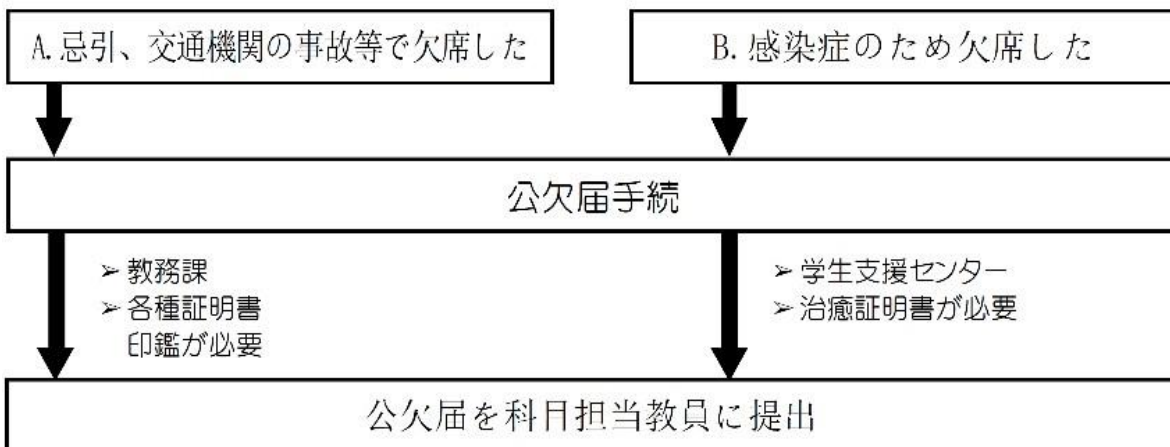 A. 忌引、交通機関の事故等で欠席した
B. 感染症のため欠席した
公欠届手続
➢ 教務課
➢ 各種証明書
印鑑が必要
➢ 学生支援センター
➢ 治癒証明書が必要
公欠届を科目担当教員に提出